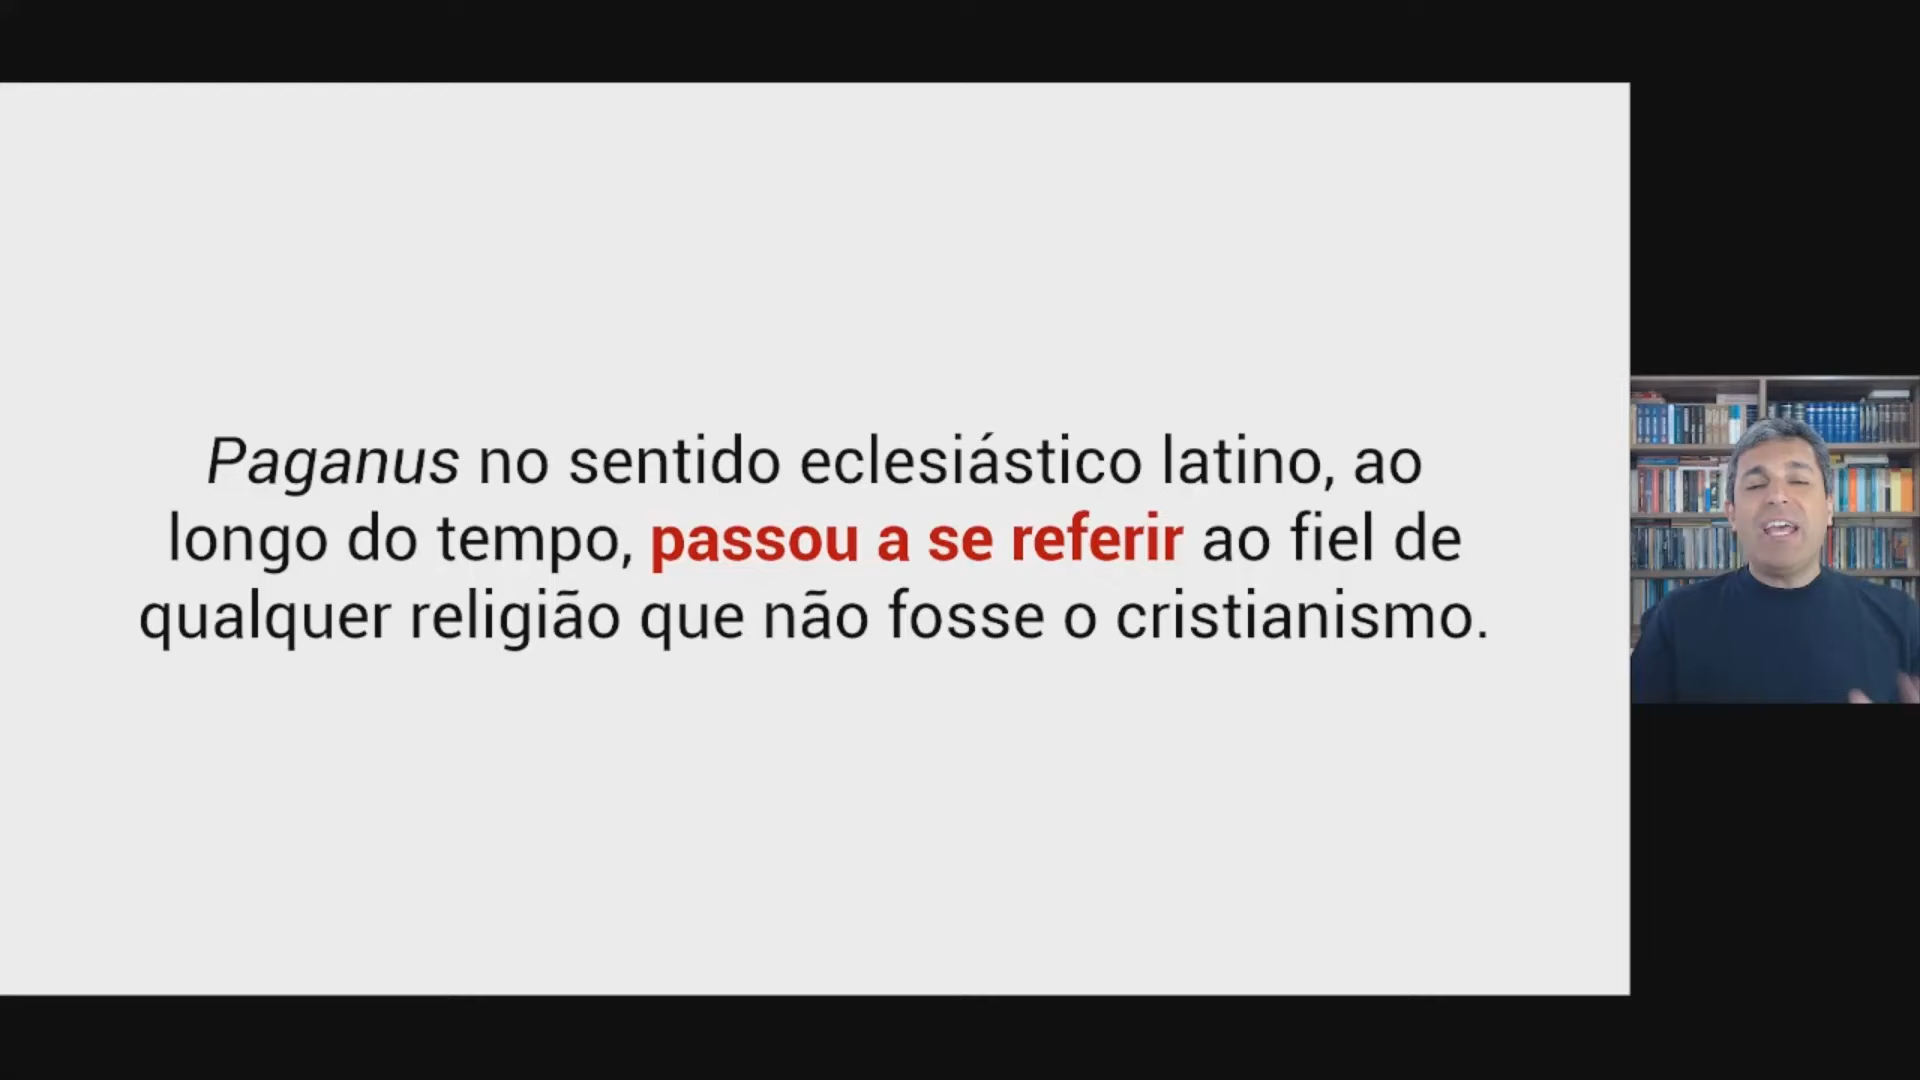 Paganus no sentido eclesiástico latino, ao
longo do tempo, passou a se referir ao fiel de
qualquer religião que não fosse o cristianismo.